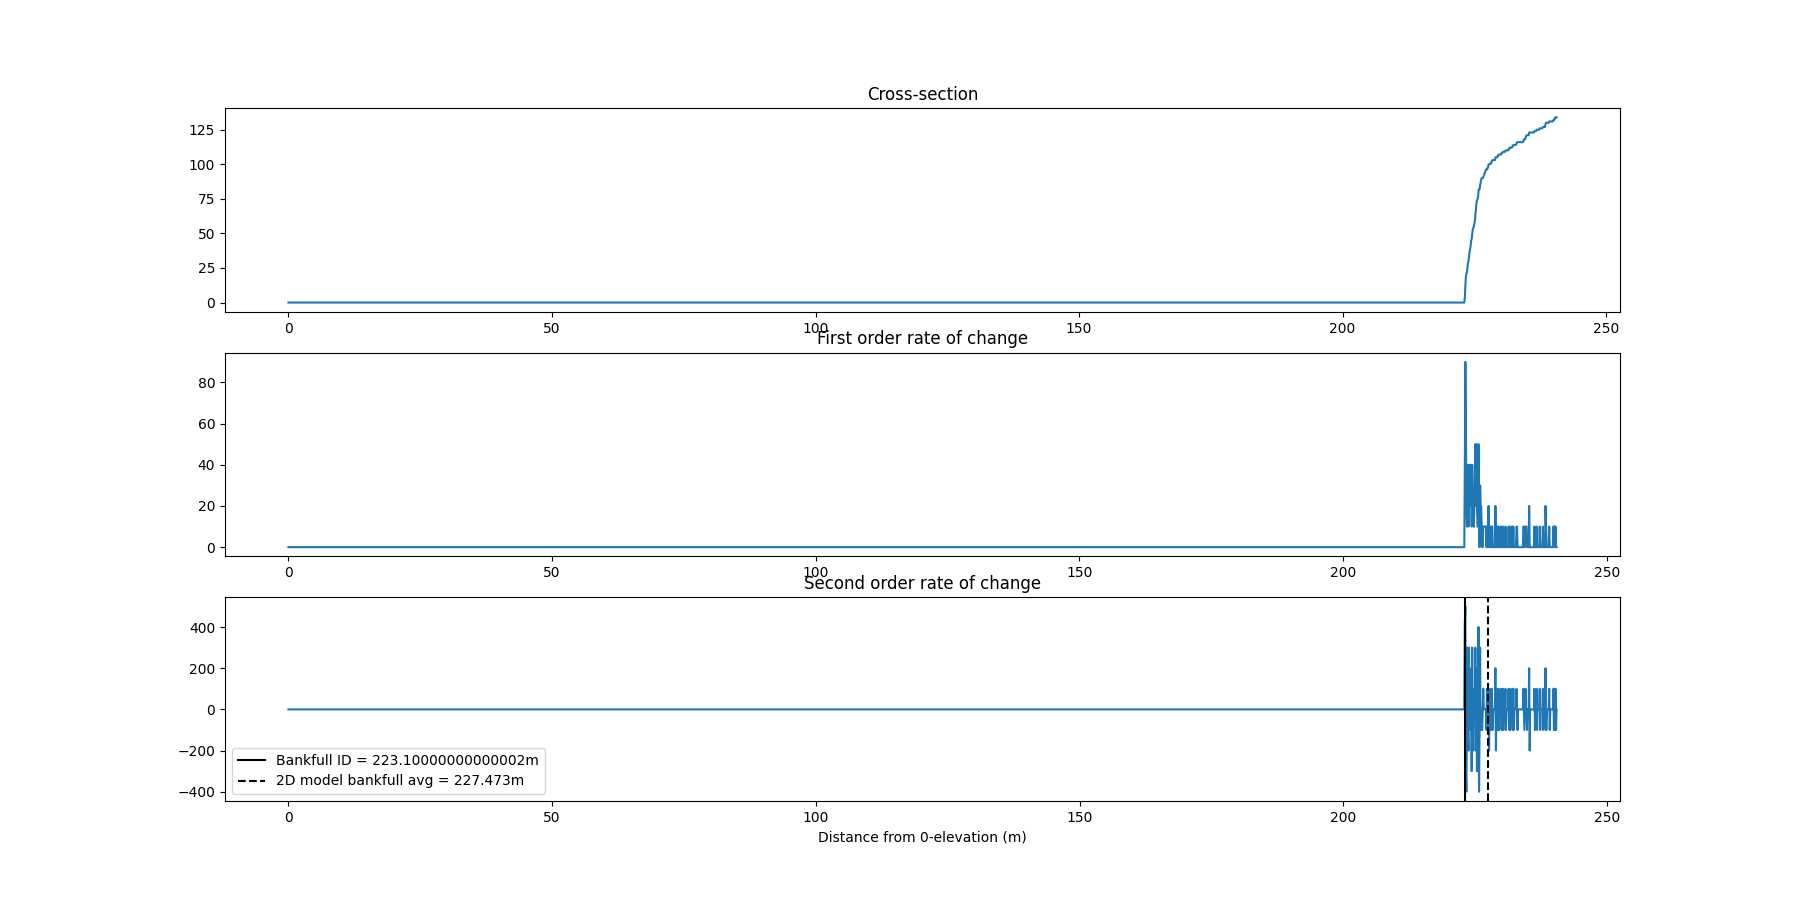 Cross-section
125
100
75
50
25
0
0 50 100 150 200 250
First order rate of change
80
60
40
20
0
0 50 100 150 200 250
Second order rate of change
400
200
0
−200
−400
Bankfull ID = 223.10000000000002m
2D model bankfull avg = 227.473m
0 50 100 150 200 250
Distance from 0-elevation (m)